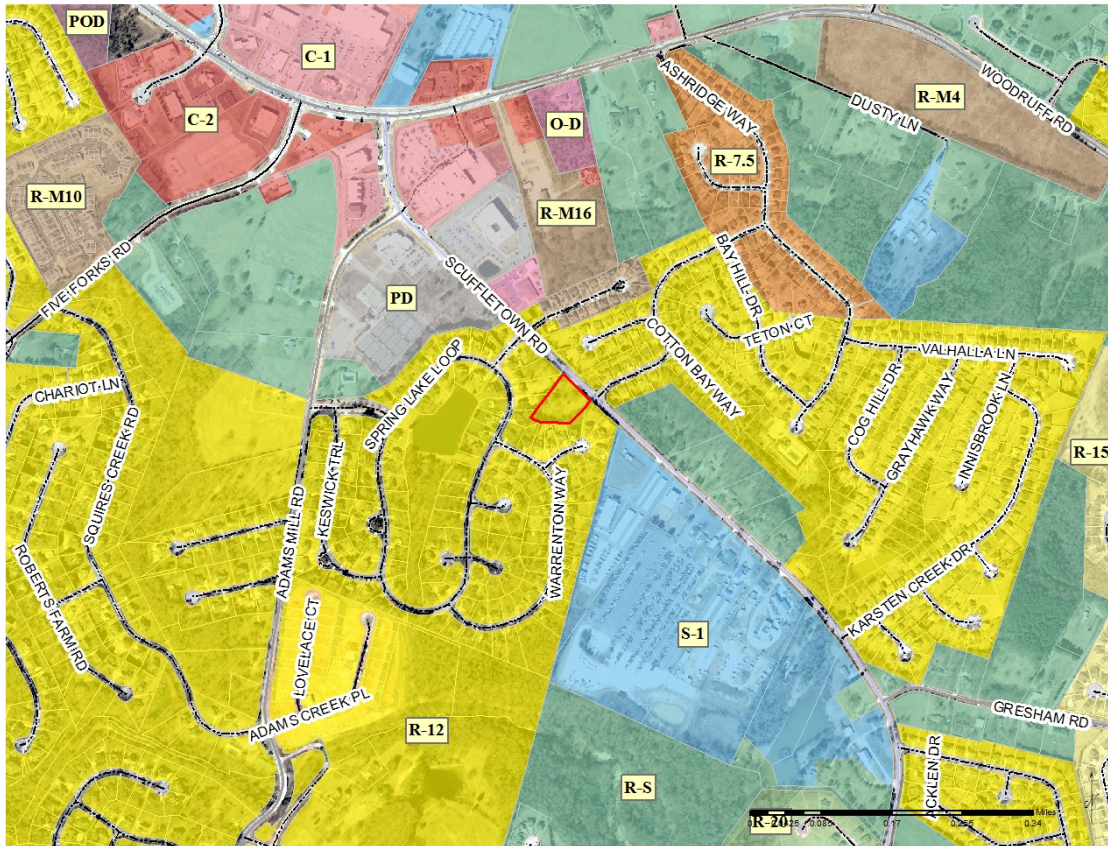 POD
C-1
C-2
O-D
R-M4
WOODRUFF RD
ASHRIDGE WAY
DUSTY LN
R-7.5
R-M10
R-M16
FIVE FORKS RD
SCUFFLETOWN RD
PD
BAY HILL DR
TETON CT
COTTON BAY WAY
VALHALLA LN
CHARIOT LN
SPRING LAKE LOOP
COG HILL DR
GRAYHAWK WAY
INNISBROOK LN
R-15
SQUIRES CREEK RD
KESWICK TRL
ADAMS MILL RD
WARRENTON WAY
ROBERTS FARM RD
KARSTEN CREEK DR
LOVELACE CT
S-1
ADAMS CREEK PL
R-12
GRESHAM RD
R-S
ACKLEN DR
Miles
R-20
0.085 0.17 0.255 0.34